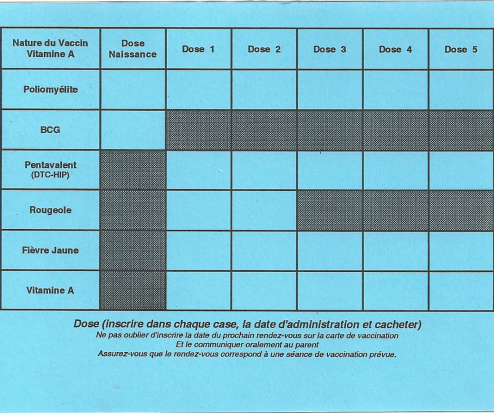 Nature du Vaccin
Vitamine A
Dose
Naissance
Dose 1
Dose 2
Dose 3
Dose 4
Dose 5
Poliomyélite
BCG
Pentavalent
(DTC-HIP)
Rougeole
Fièvre Jaune
Vitamine A
Dose (inscrire dans chaque case, la date d'administration et cacheter)
Ne pas oublier d'inscrire la date du prochain rendez-vous sur la carte de vaccination
Et le communiquer oralement au parent
Assurez-vous que le rendez-vous correspond à une séance de vaccination prévue.